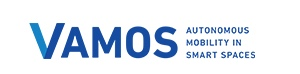 VAMOS
AUTONOMOUS
MOBILITY IN
SMART SPACES